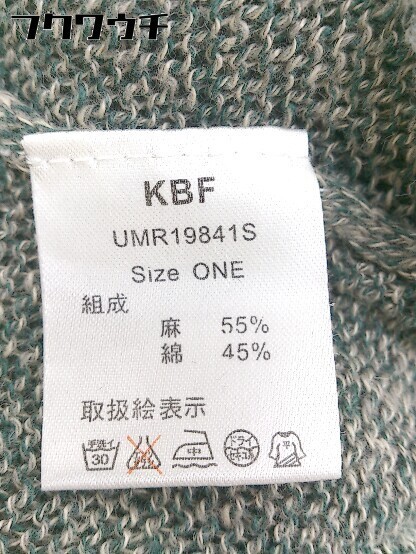 フクワウチ
KBF
UMR19841S
Size ONE
組成
麻 55%
綿 45%
取扱絵表示
手洗イ 30 中 ドライ セキユ系 平